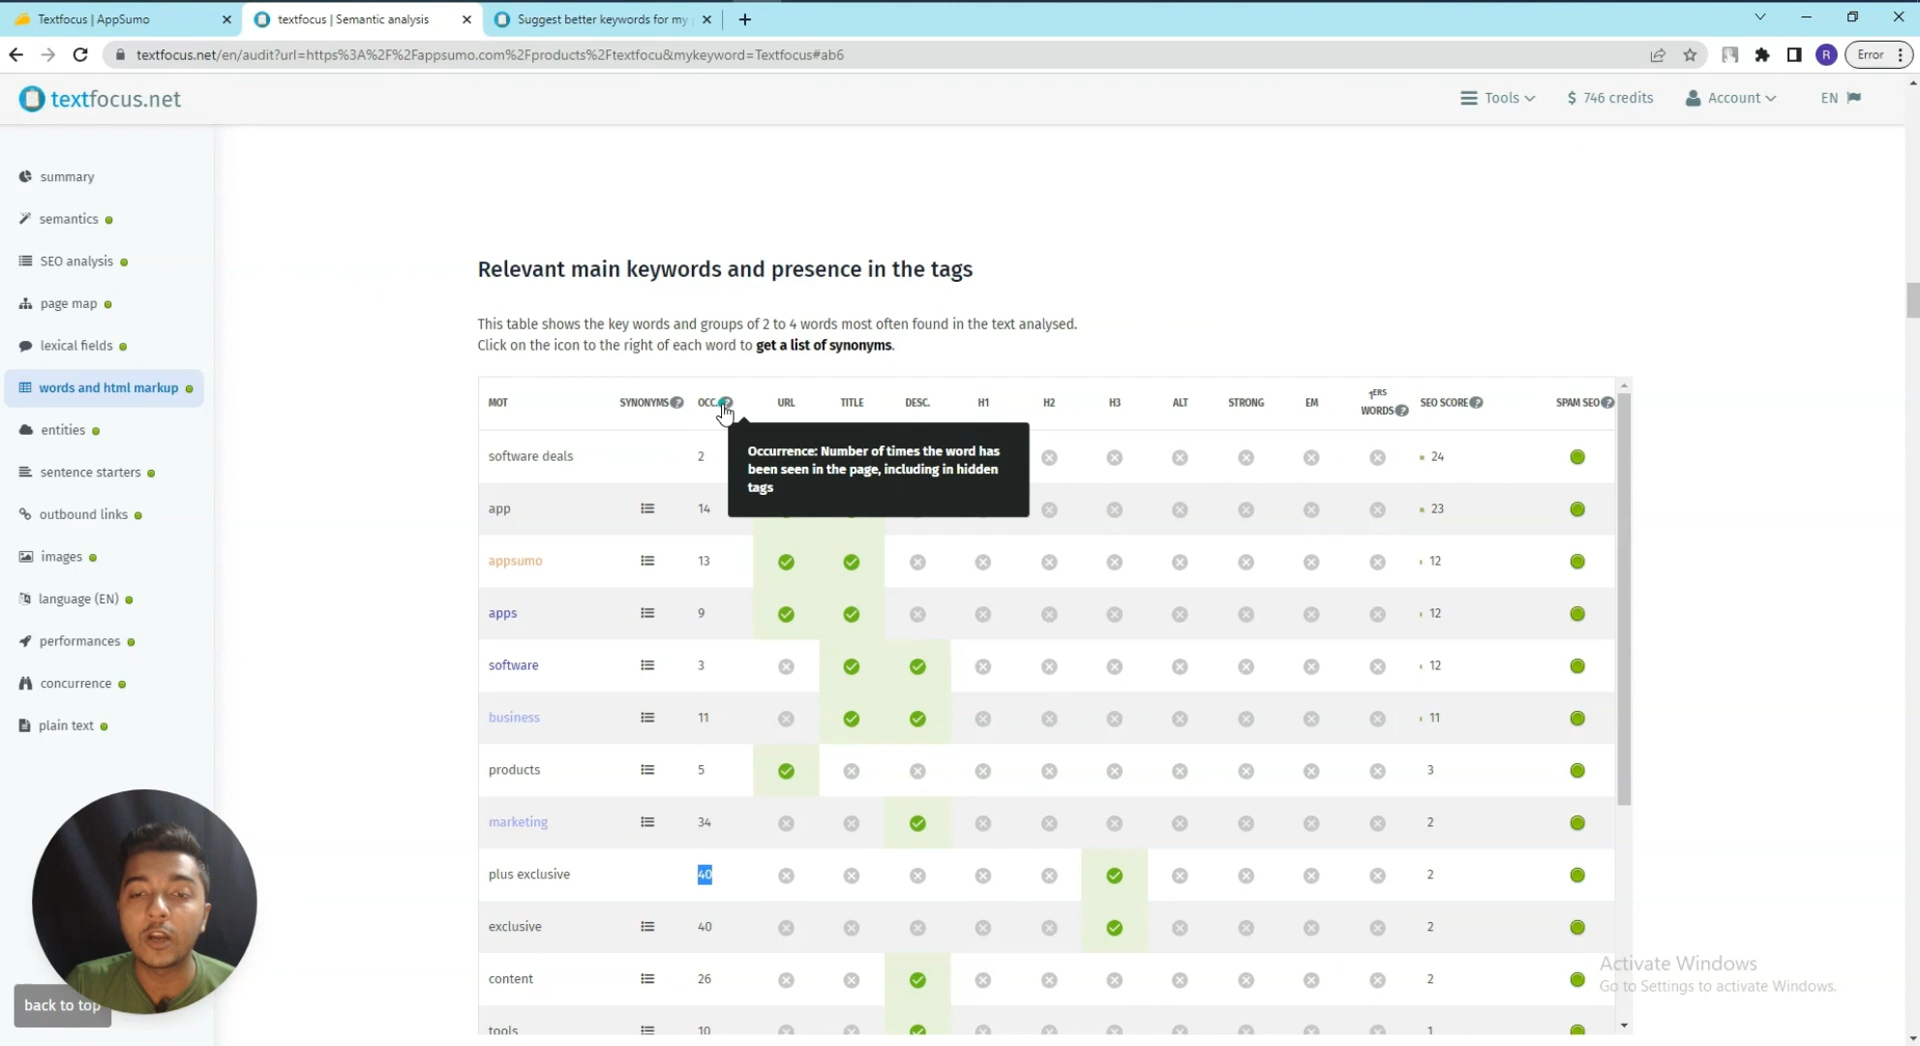 Textfocus | AppSumo
textfocus | Semantic analysis
Suggest better keywords for my
textfocus.net/en/audit?url=https%3A%2F%2Fappsumo.com%2Fproducts%2Ftextfocu&mykeyword=Textfocus#ab6
R
Error
textfocus.net
Tools
$ 746 credits
Account
EN
summary
semantics
SEO analysis
page map
lexical fields
words and html markup
entities
sentence starters
outbound links
images
language (EN)
performances
concurrence
plain text
back to top
Relevant main keywords and presence in the tags
This table shows the key words and groups of 2 to 4 words most often found in the text analysed.
Click on the icon to the right of each word to get a list of synonyms.
MOT SYNONYMS OCC. URL TITLE DESC. H1 H2 H3 ALT STRONG EM 1ERS WORDS SEO SCORE SPAM SEO
Occurrence: Number of times the word has
been seen in the page, including in hidden
tags
software deals 2 24
app 14 23
appsumo 13 12
apps 9 12
software 3 12
business 11 11
products 5 3
marketing 34 2
plus exclusive 40 2
exclusive 40 2
content 26 2
tools 10 1
Activate Windows
Go to Settings to activate Windows.